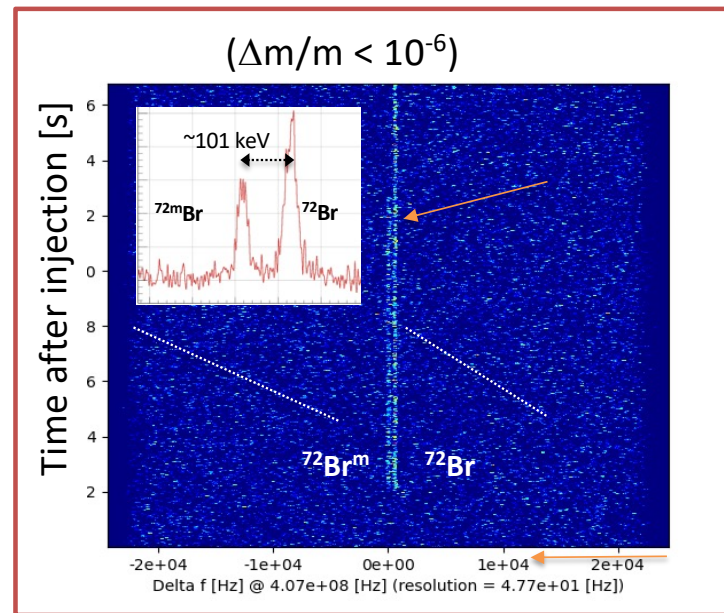 (Δm/m < 10⁻⁶)
~101 keV
⁷²ᵐBr
⁷²Br
Time after injection [s]
6
4
2
0
8
6
4
2
⁷²Brᵐ
⁷²Br
-2e+04
-1e+04
0e+00
1e+04
2e+04
Delta f [Hz] @ 4.07e+08 [Hz] (resolution = 4.77e+01 [Hz])